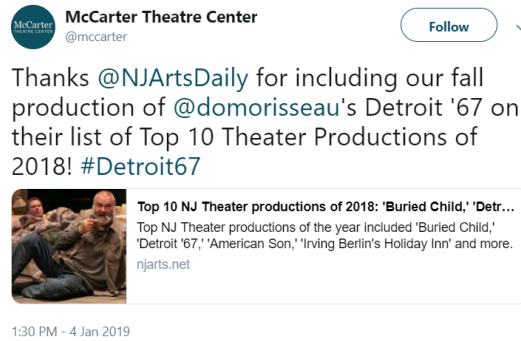 McCarter
THEATRE CENTER
McCarter Theatre Center
@mccarter
Follow
Thanks @NJArtsDaily for including our fall
production of @domorisseau's Detroit '67 on
their list of Top 10 Theater Productions of
2018! #Detroit67
Top 10 NJ Theater productions of 2018: 'Buried Child,' 'Detr...
Top NJ Theater productions of the year included 'Buried Child,'
'Detroit '67,' 'American Son,' 'Irving Berlin's Holiday Inn' and more.
njarts.net
1:30 PM - 4 Jan 2019